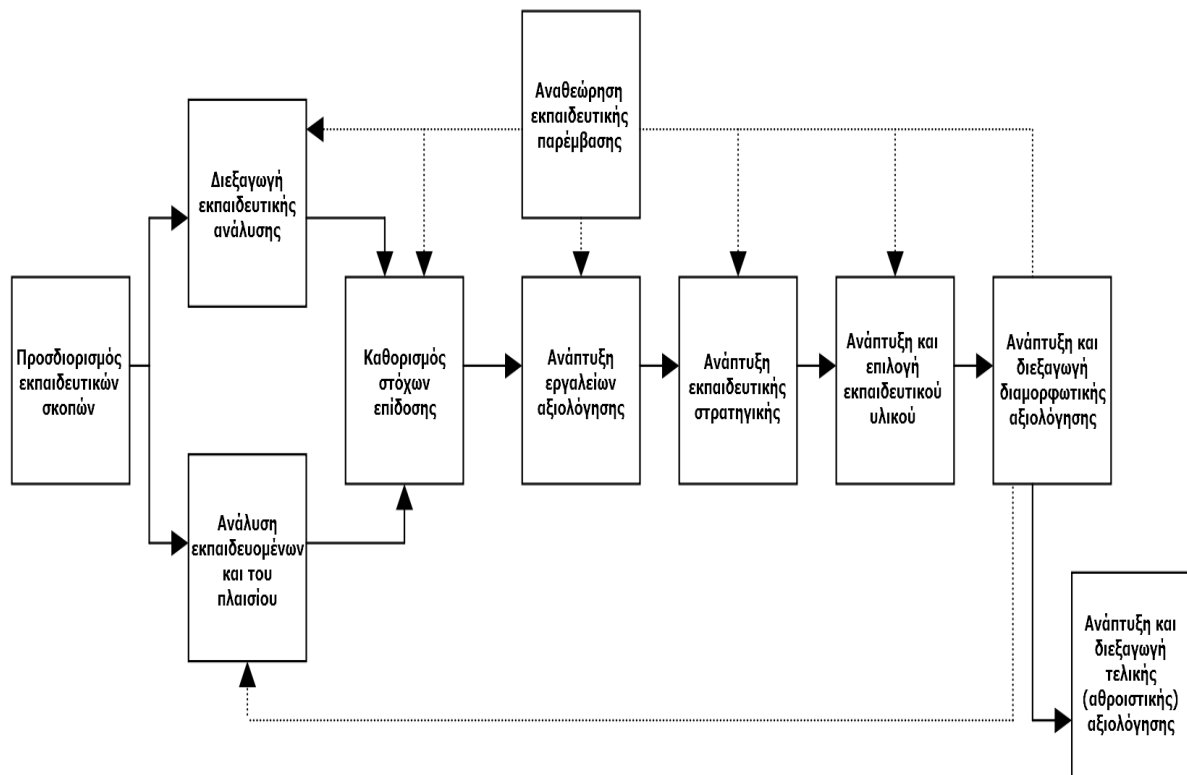 Αναθεώρηση
εκπαιδευτικής
παρέμβασης
Διεξαγωγή
εκπαιδευτικής
ανάλυσης
Προσδιορισμός
εκπαιδευτικών
σκοπών
Καθορισμός
στόχων
επίδοσης
Ανάπτυξη
εργαλείων
αξιολόγησης
Ανάπτυξη
εκπαιδευτικής
στρατηγικής
Ανάπτυξη και
επιλογή
εκπαιδευτικού
υλικού
Ανάπτυξη και
διεξαγωγή
διαμορφωτικής
αξιολόγησης
Ανάλυση
εκπαιδευομένων
και του
πλαισίου
Ανάπτυξη και
διεξαγωγή
τελικής
(αθροιστικής)
αξιολόγησης